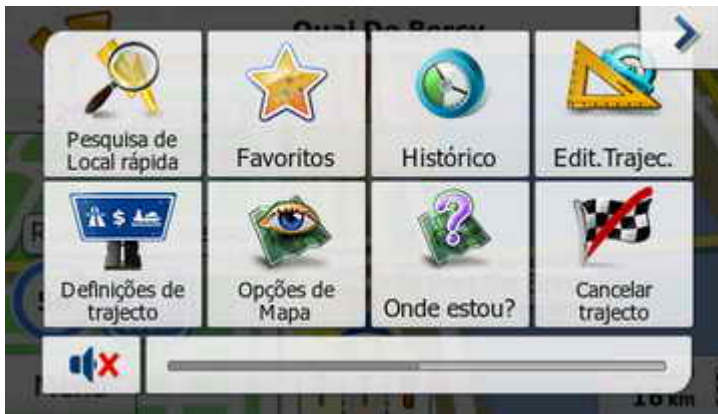 Quai De Bercy
Pesquisa de
Local rápida
Favoritos
Histórico
Edit.Trajec.
$
Definições de
trajecto
Opções de
Mapa
Onde estou?
Cancelar
trajecto
16 km